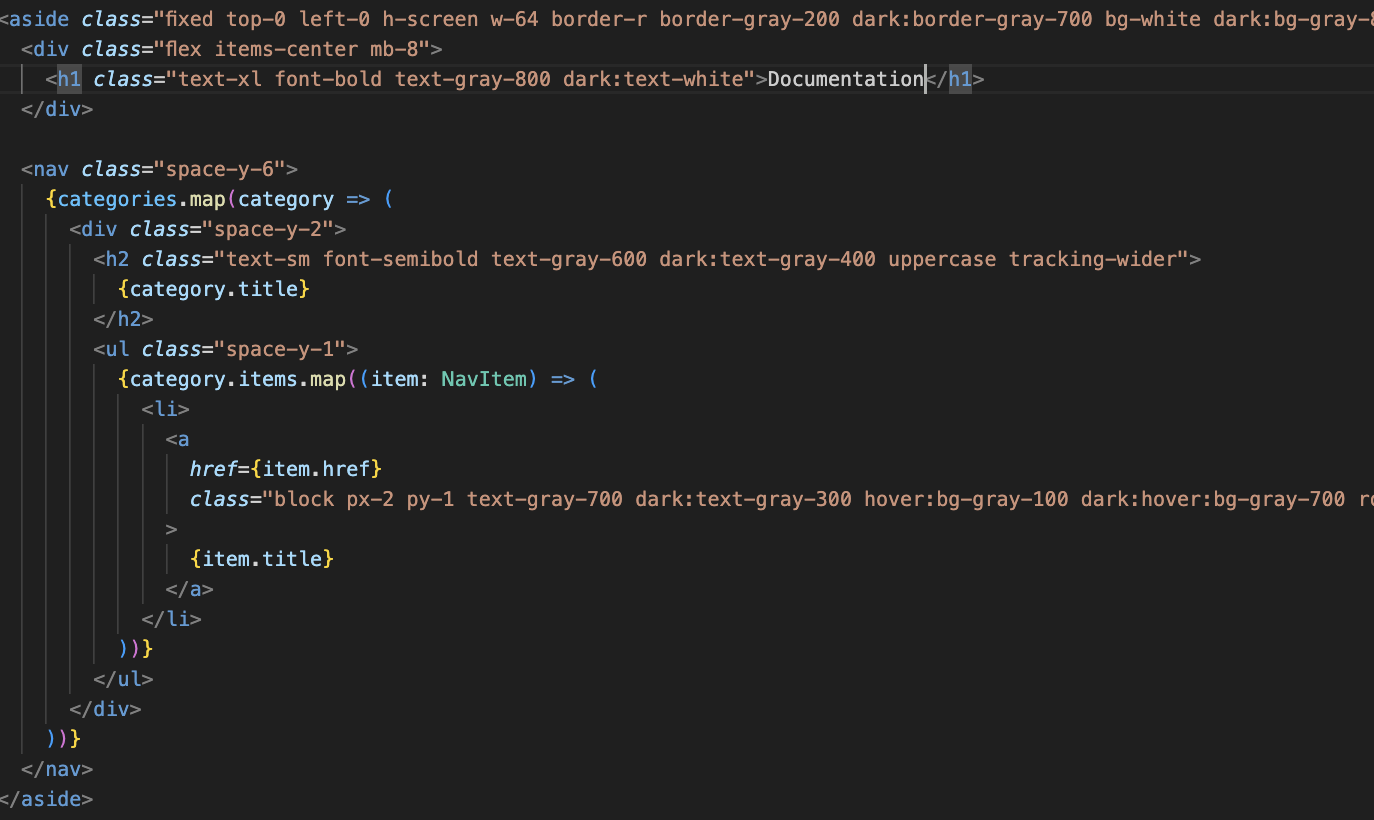 <aside class="fixed top-0 left-0 h-screen w-64 border-r border-gray-200 dark:border-gray-700 bg-white
<div class="flex items-center mb-8">
<h1 class="text-xl font-bold text-gray-800 dark:text-white">Documentation</h1>
</div>
<nav class="space-y-6">
{categories.map(category => (
<div class="space-y-2">
<h2 class="text-sm font-semibold text-gray-600 dark:text-gray-400 uppercase tracking-wider">
{category.title}
</h2>
<ul class="space-y-1">
{category.items.map((item: NavItem) => (
<li>
<a
href={item.href}
class="block px-2 py-1 text-gray-700 dark:text-gray-300 hover:bg-gray-100 dark:hover:bg-gray-700
>
{item.title}
</a>
</li>
))}
</ul>
</div>
))}
</nav>
</aside>